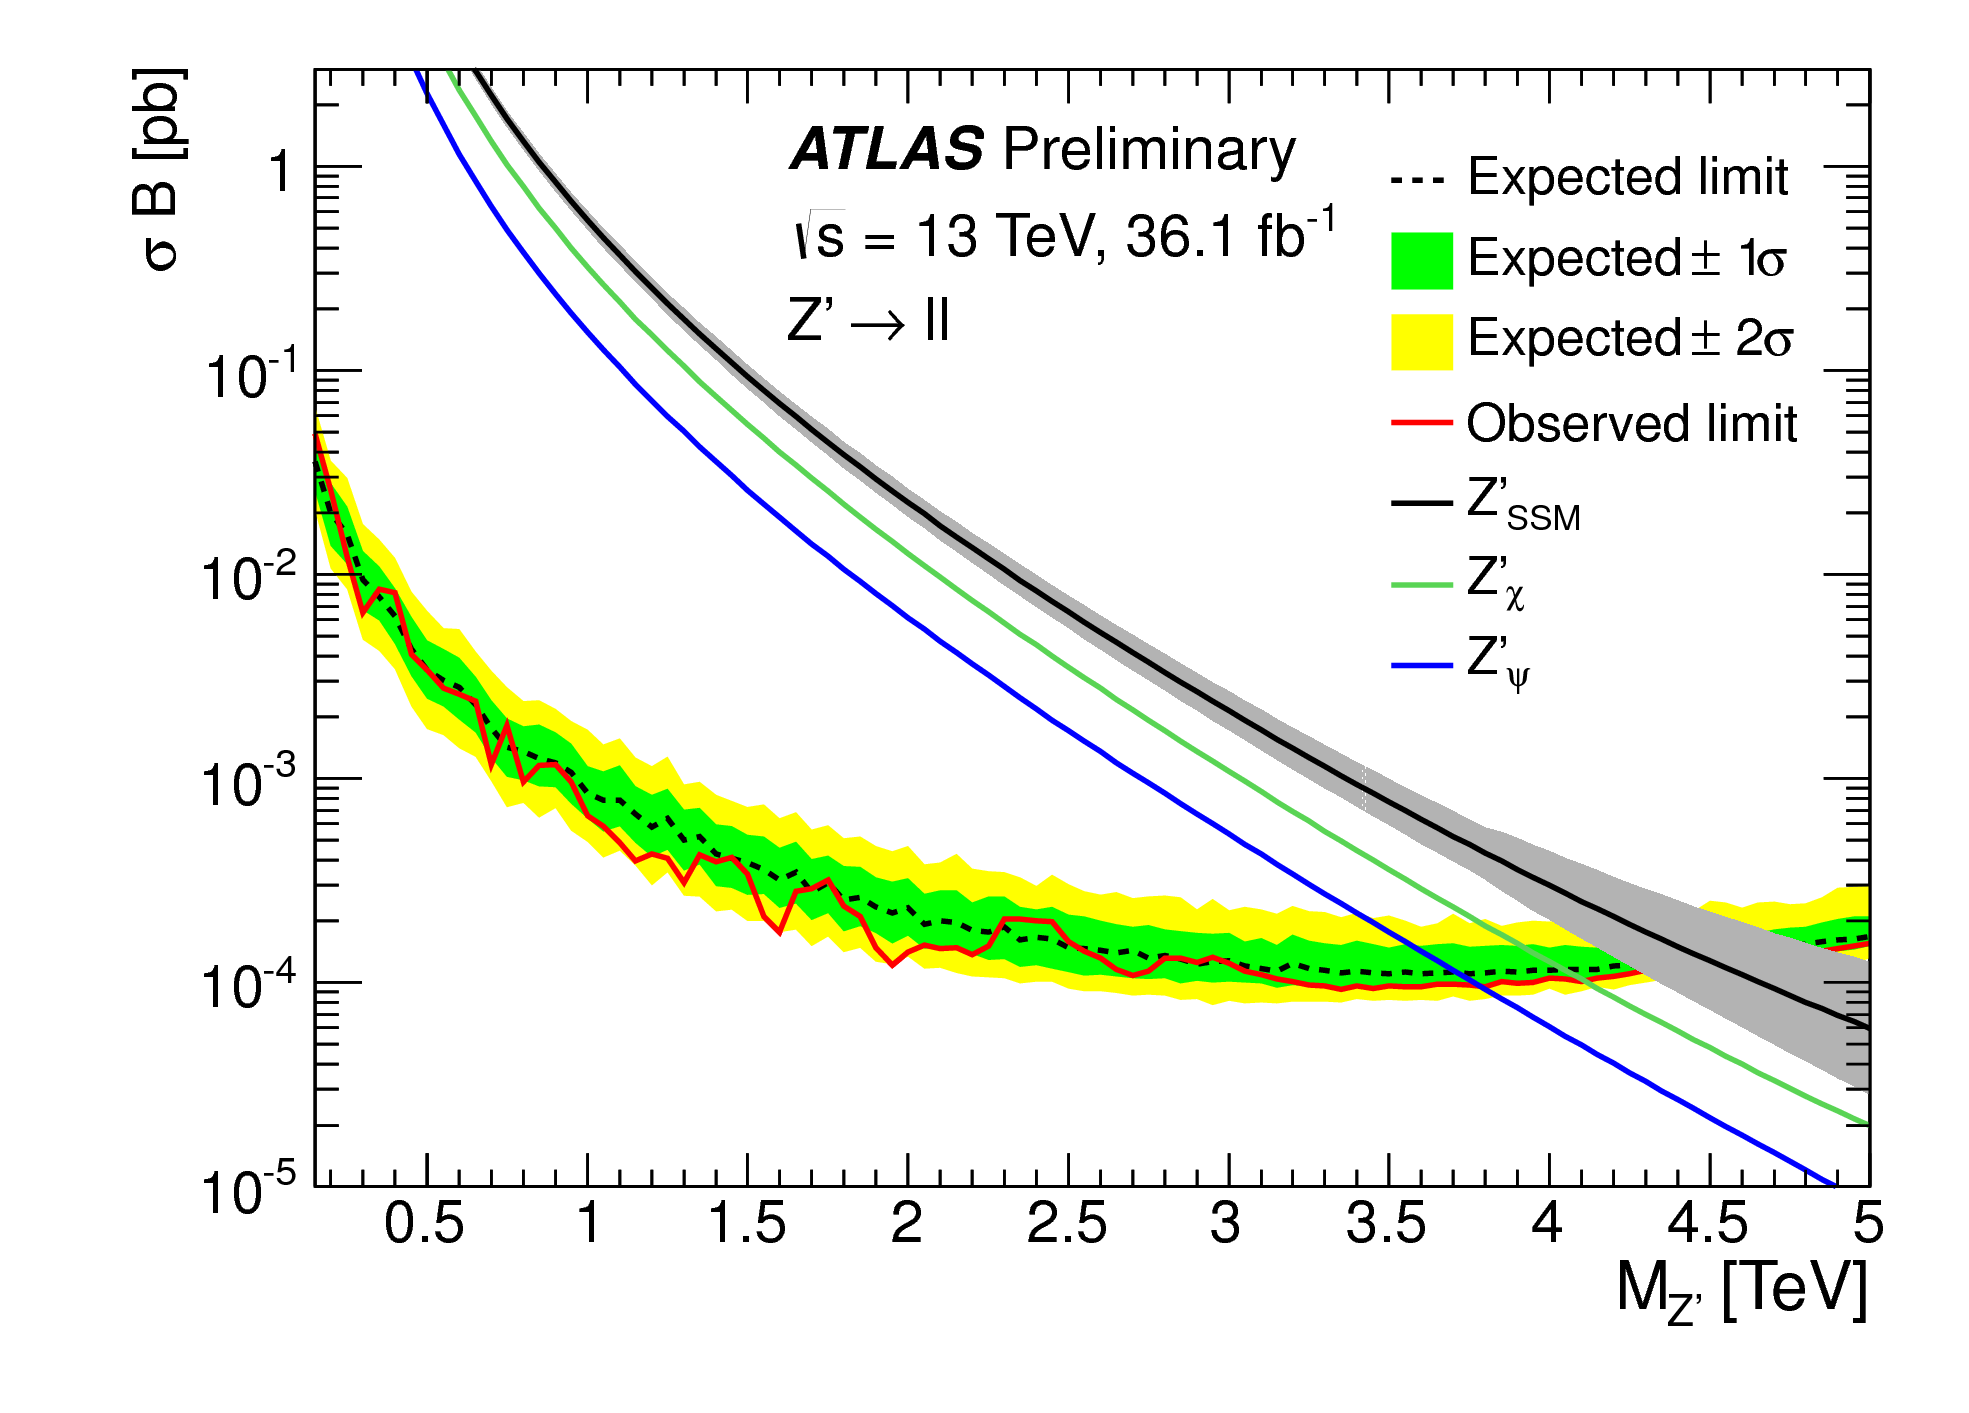 σ B [pb]
1
10⁻¹
10⁻²
10⁻³
10⁻⁴
10⁻⁵
ATLAS Preliminary
√s = 13 TeV, 36.1 fb⁻¹
Z' → ll
Expected limit
Expected ± 1σ
Expected ± 2σ
Observed limit
Z'SSM
Z'χ
Z'ψ
0.5 1 1.5 2 2.5 3 3.5 4 4.5 5
MZ' [TeV]